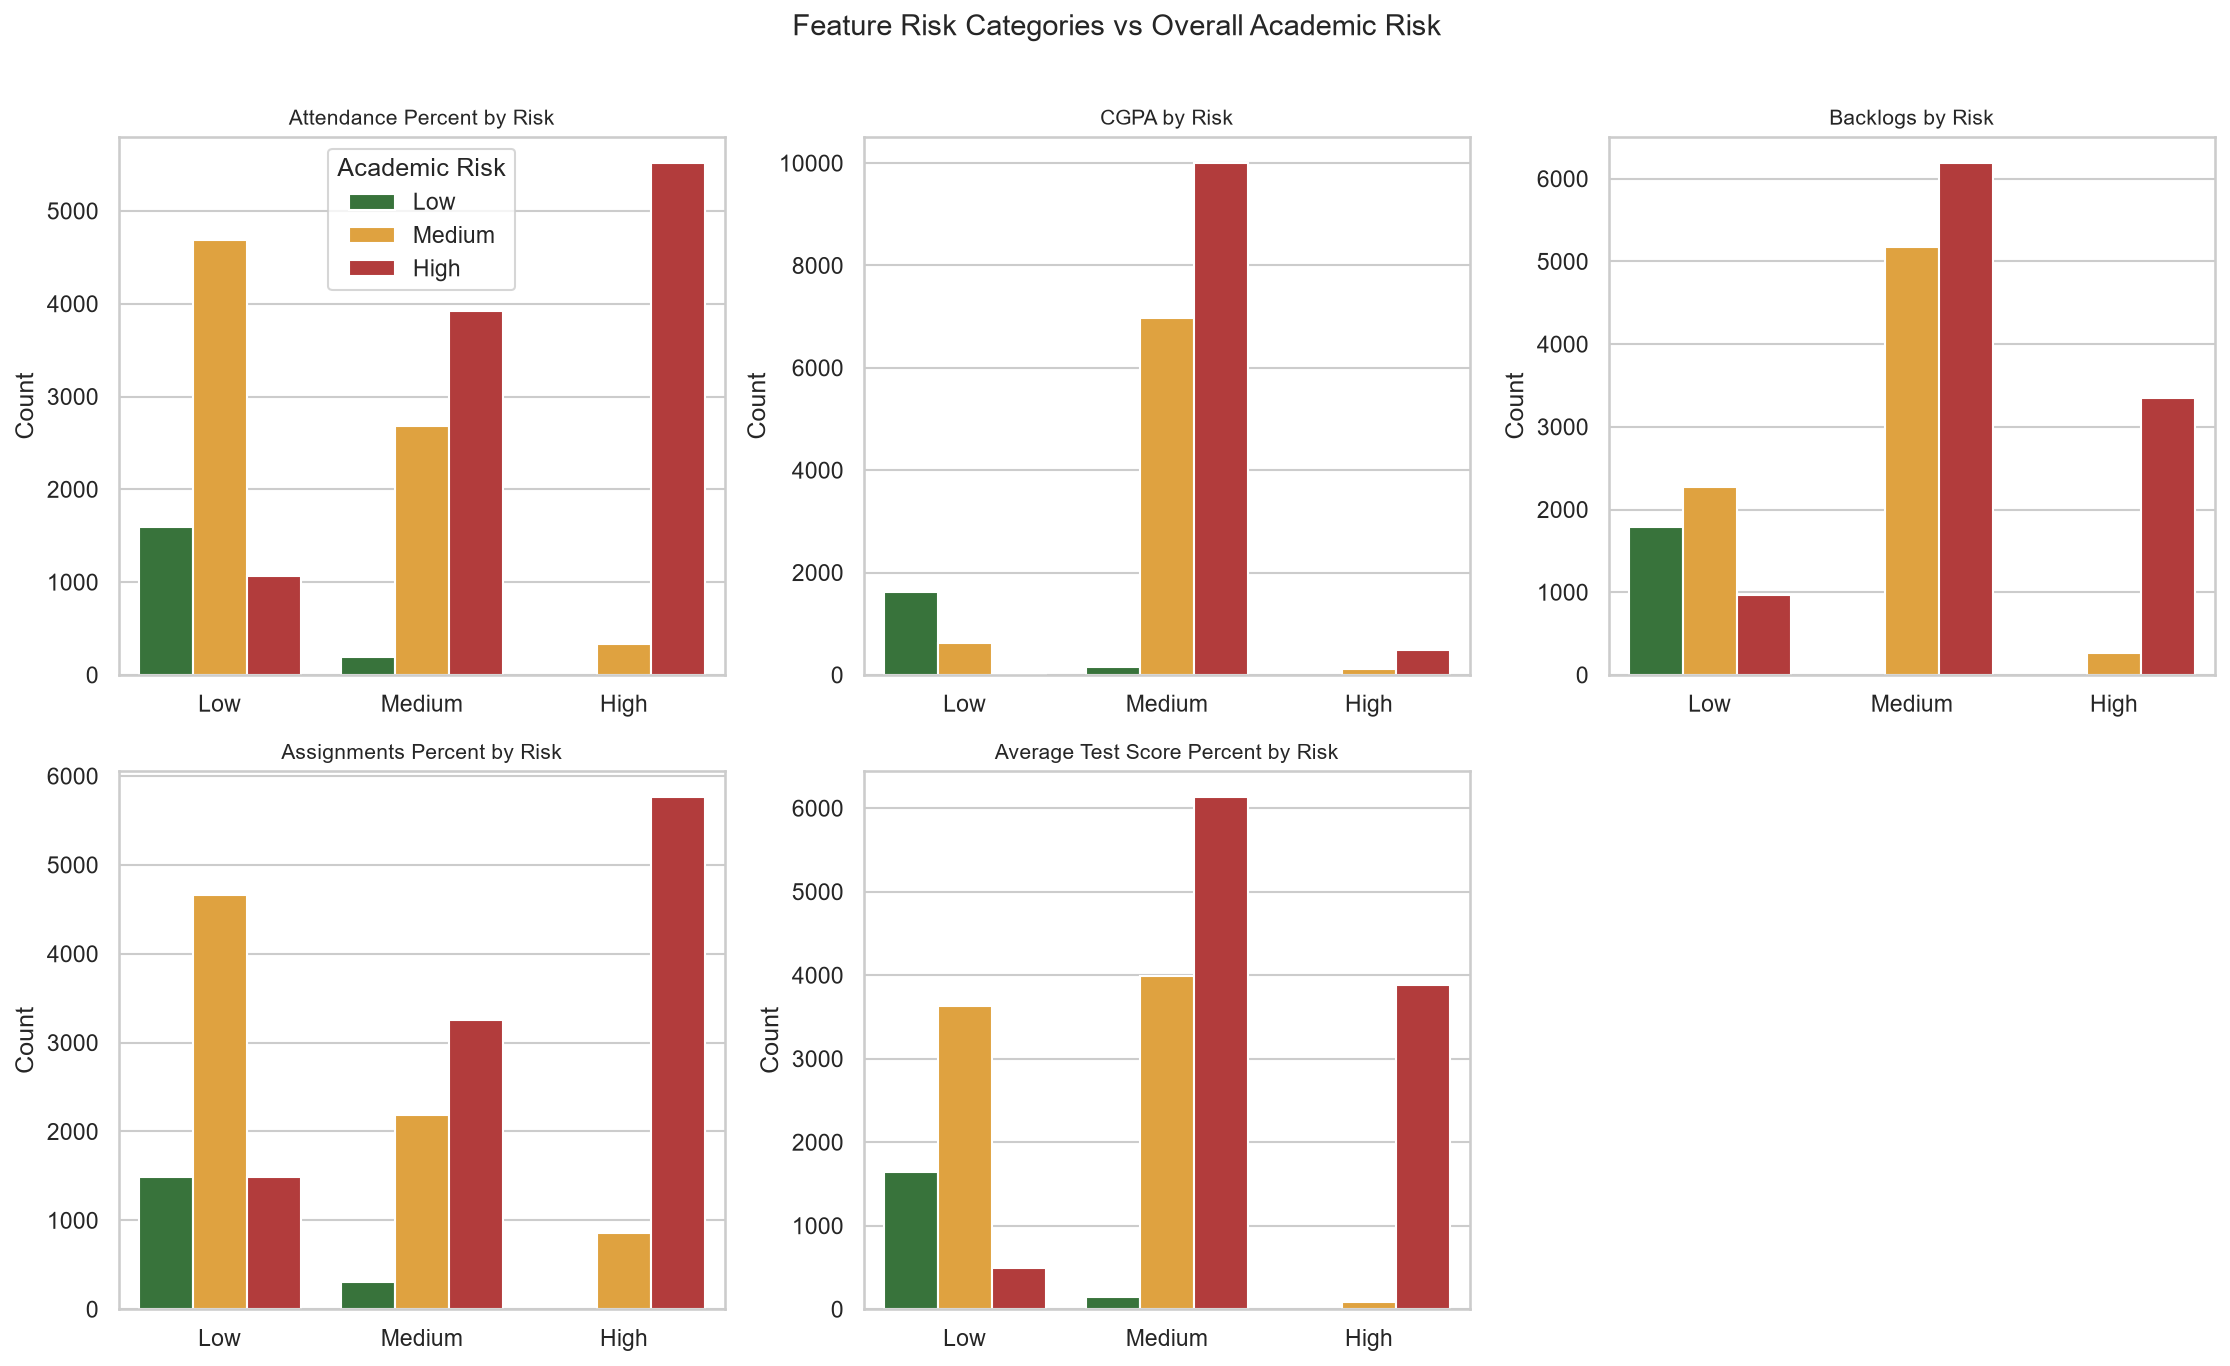 Feature Risk Categories vs Overall Academic Risk
Attendance Percent by Risk
Academic Risk
Low
Medium
High
Count
5000
4000
3000
2000
1000
0
Low Medium High
CGPA by Risk
Count
10000
8000
6000
4000
2000
0
Low Medium High
Backlogs by Risk
Count
6000
5000
4000
3000
2000
1000
0
Low Medium High
Assignments Percent by Risk
Count
6000
5000
4000
3000
2000
1000
0
Low Medium High
Average Test Score Percent by Risk
Count
6000
5000
4000
3000
2000
1000
0
Low Medium High